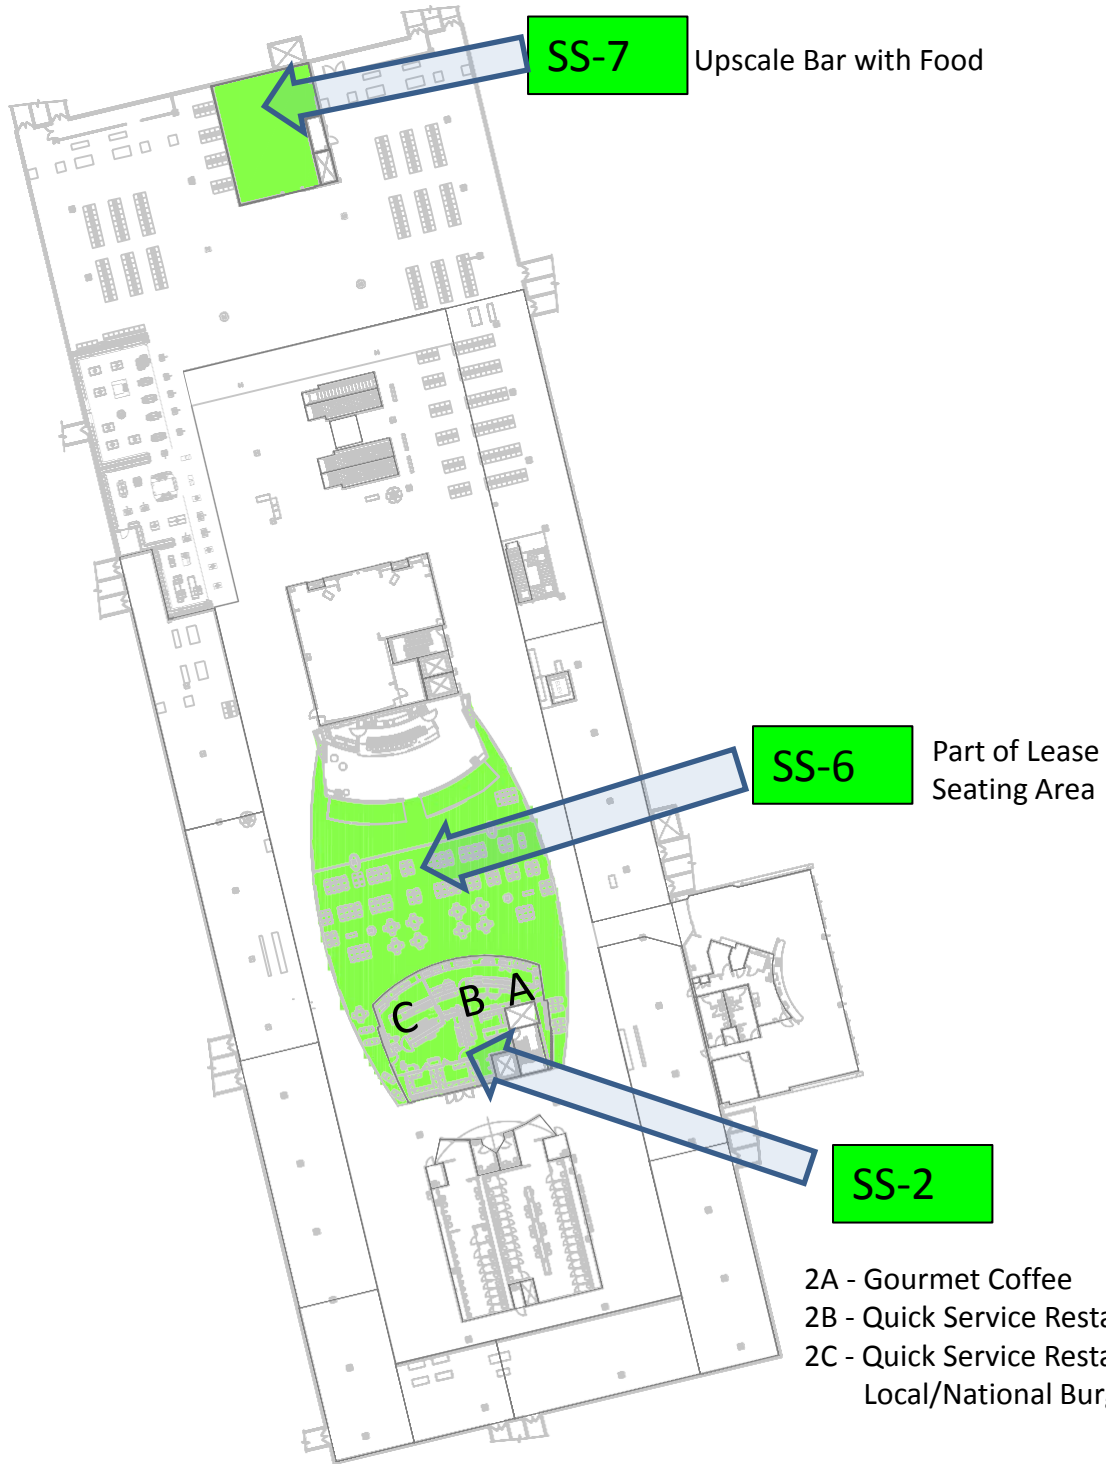 SS-7
Upscale Bar with Food
SS-6
Part of Lease
Seating Area
C B A
SS-2
2A - Gourmet Coffee
2B - Quick Service
2C - Quick Service
Local/National